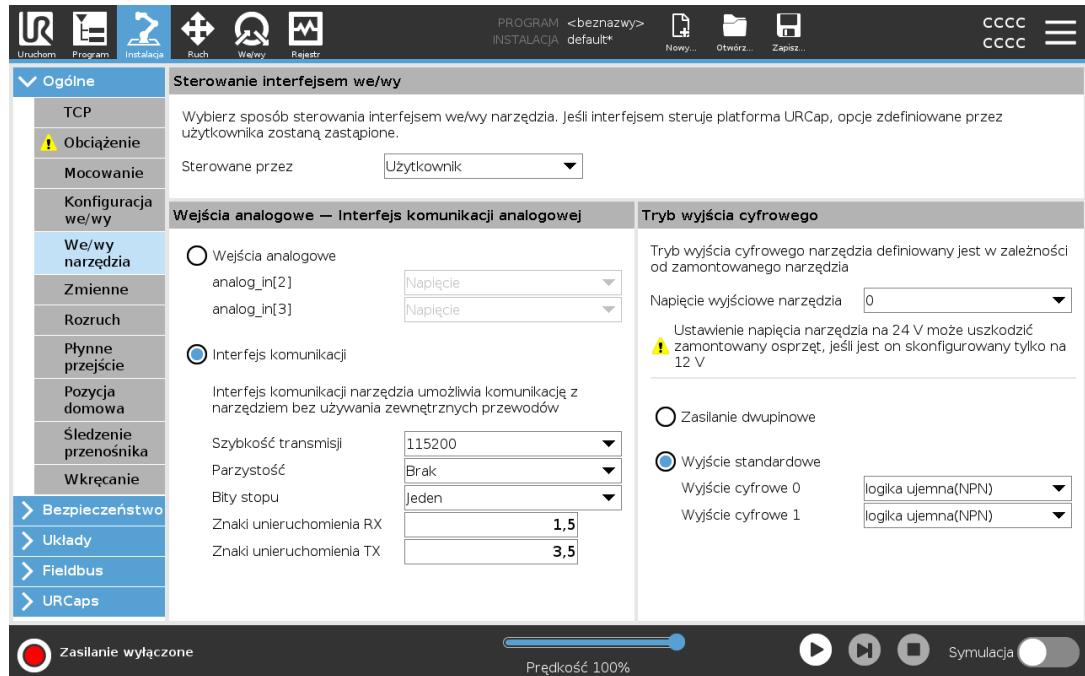 PROGRAM <beznazwy>
INSTALACJA default*
Uruchom
Program
Instalacja
Ruch
We/wy
Rejestr
Nowy...
Otwórz...
Zapisz...
CCCC
CCCC
Ogólne
TCP
Obciążenie
Mocowanie
Konfiguracja
we/wy
We/wy
narzędzia
Zmienne
Rozruch
Płynne
przejście
Pozycja
domowa
Śledzenie
przenośnika
Wkręcanie
Bezpieczeństwo
Układy
Fieldbus
URCaps
Sterowanie interfejsem we/wy
Wybierz sposób sterowania interfejsem we/wy narzędzia. Jeśli interfejsem steruje platforma URCap, opcje zdefiniowane przez
użytkownika zostaną zastąpione.
Sterowane przez Użytkownik
Wejścia analogowe — Interfejs komunikacji analogowej
Wejścia analogowe
analog_in[2] Napięcie
analog_in[3] Napięcie
Interfejs komunikacji
Interfejs komunikacji narzędzia umożliwia komunikację z
narzędziem bez używania zewnętrznych przewodów
Szybkość transmisji 115200
Parzystość Brak
Bity stopu Jeden
Znaki unieruchomienia RX 1,5
Znaki unieruchomienia TX 3,5
Tryb wyjścia cyfrowego
Tryb wyjścia cyfrowego narzędzia definiowany jest w zależności
od zamontowanego narzędzia
Napięcie wyjściowe narzędzia 0
Ustawienie napięcia narzędzia na 24 V może uszkodzić
zamontowany osprzęt, jeśli jest on skonfigurowany tylko na
12 V
Zasilanie dwupinowe
Wyjście standardowe
Wyjście cyfrowe 0 logika ujemna(NPN)
Wyjście cyfrowe 1 logika ujemna(NPN)
Zasilanie wyłączone
Prędkość 100%
Symulacja